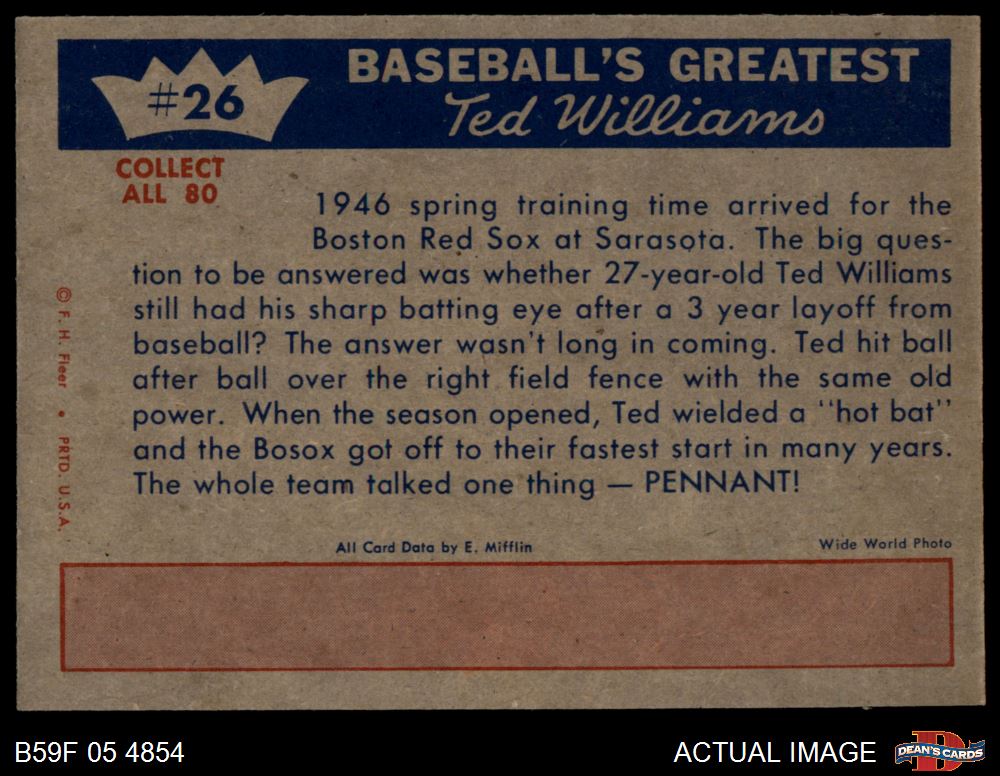 #26
BASEBALL'S GREATEST
Ted Williams
COLLECT
ALL 80
1946 spring training time arrived for the
Boston Red Sox at Sarasota. The big ques-
tion to be answered was whether 27-year-old Ted Williams
still had his sharp batting eye after a 3 year layoff from
baseball? The answer wasn't long in coming. Ted hit ball
after ball over the right field fence with the same old
power. When the season opened, Ted wielded a "hot bat"
and the Bosox got off to their fastest start in many years.
The whole team talked one thing — PENNANT!
© F. H. Fleer • PRTD. U.S.A.
All Card Data by E. Mifflin
Wide World Photo
B59F 05 4854
ACTUAL IMAGE
DEAN'S CARDS